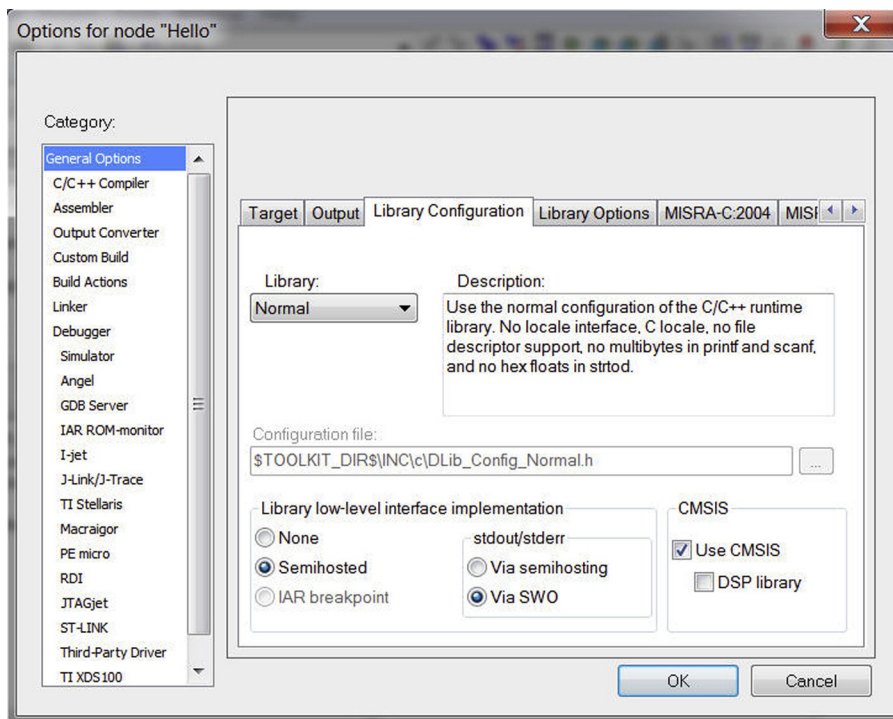 Options for node "Hello"
Category:
General Options
C/C++ Compiler
Assembler
Output Converter
Custom Build
Build Actions
Linker
Debugger
Simulator
Angel
GDB Server
IAR ROM-monitor
I-jet
J-Link/J-Trace
TI Stellaris
Macraigor
PE micro
RDI
JTAGjet
ST-LINK
Third-Party Driver
TI XDS100
Target Output Library Configuration Library Options MISRA-C:2004
Library:
Normal
Description:
Use the normal configuration of the C/C++ runtime
library. No locale interface, C locale, no file
descriptor support, no multibytes in printf and scanf,
and no hex floats in strtod.
Configuration file:
$TOOLKIT_DIR$\INC\c\DLib_Config_Normal.h
...
Library low-level interface implementation
None
Semihosted
IAR breakpoint
stdout/stderr
Via semihosting
Via SWO
CMSIS
Use CMSIS
DSP library
OK Cancel